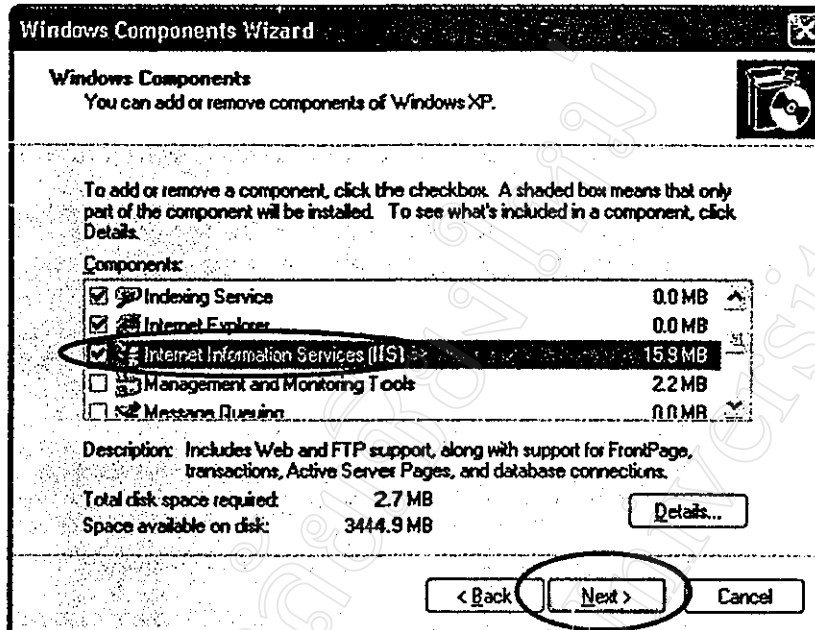 Windows Components Wizard
Windows Components
You can add or remove components of Windows XP.
To add or remove a component, click the checkbox. A shaded box means that only
part of the component will be installed. To see what's included in a component, click
Details.
Components:
Indexing Service 0.0 MB
Internet Explorer 0.0 MB
Internet Information Services (IIS) 15.9 MB
Management and Monitoring Tools 2.2 MB
Message Queuing 0.0 MB
Description: Includes Web and FTP support, along with support for FrontPage,
transactions, Active Server Pages, and database connections.
Total disk space required: 2.7 MB
Space available on disk: 3444.9 MB
Details...
< Back
Next >
Cancel